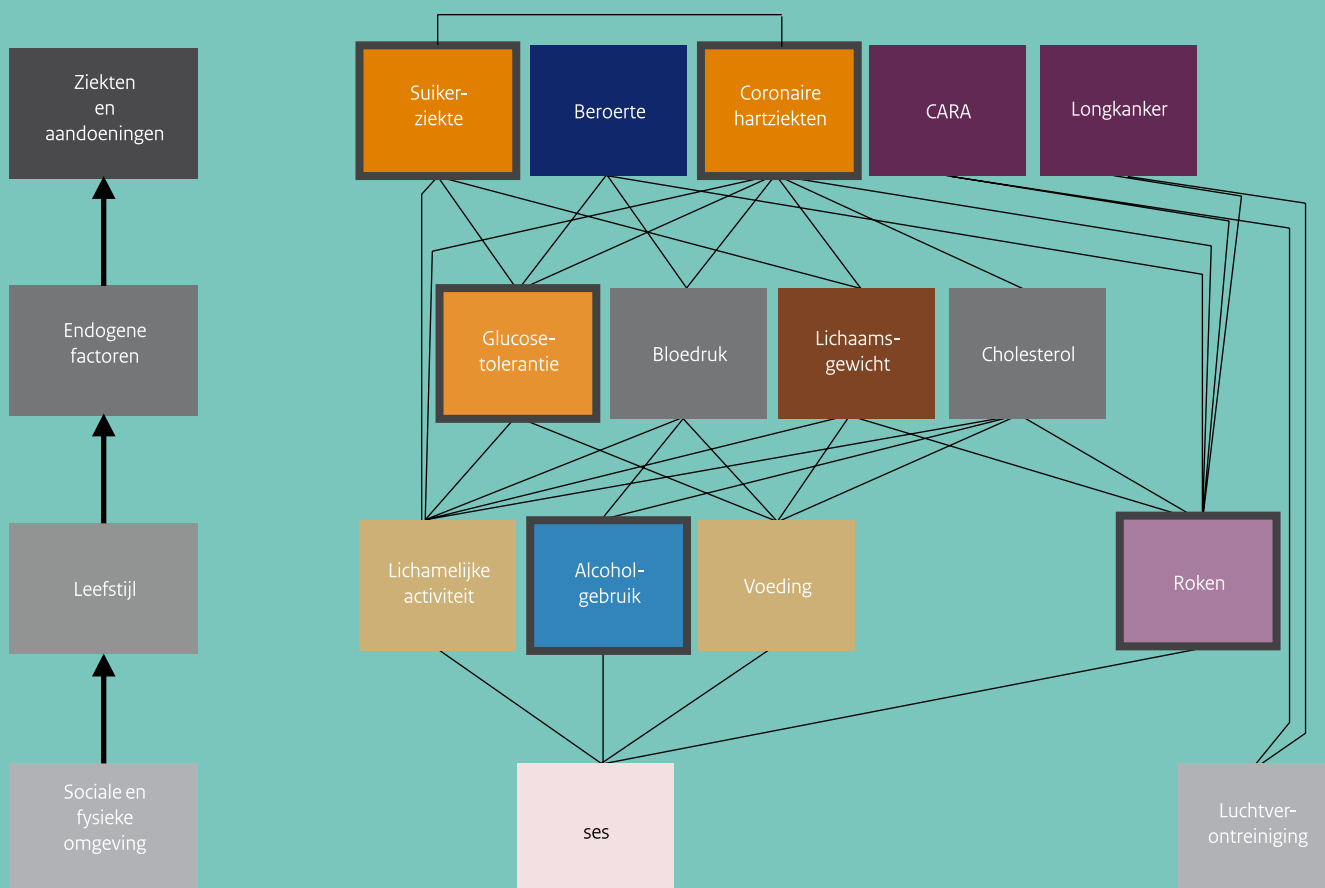 Ziekten
en
aandoeningen
Suiker-
ziekte
Beroerte
Coronaire
hartziekten
CARA
Longkanker
Endogene
factoren
Glucose-
tolerantie
Bloedruk
Lichaams-
gewicht
Cholesterol
Leefstijl
Lichamelijke
activiteit
Alcohol-
gebruik
Voeding
Roken
Sociale en
fysieke
omgeving
ses
Luchtver-
ontreiniging